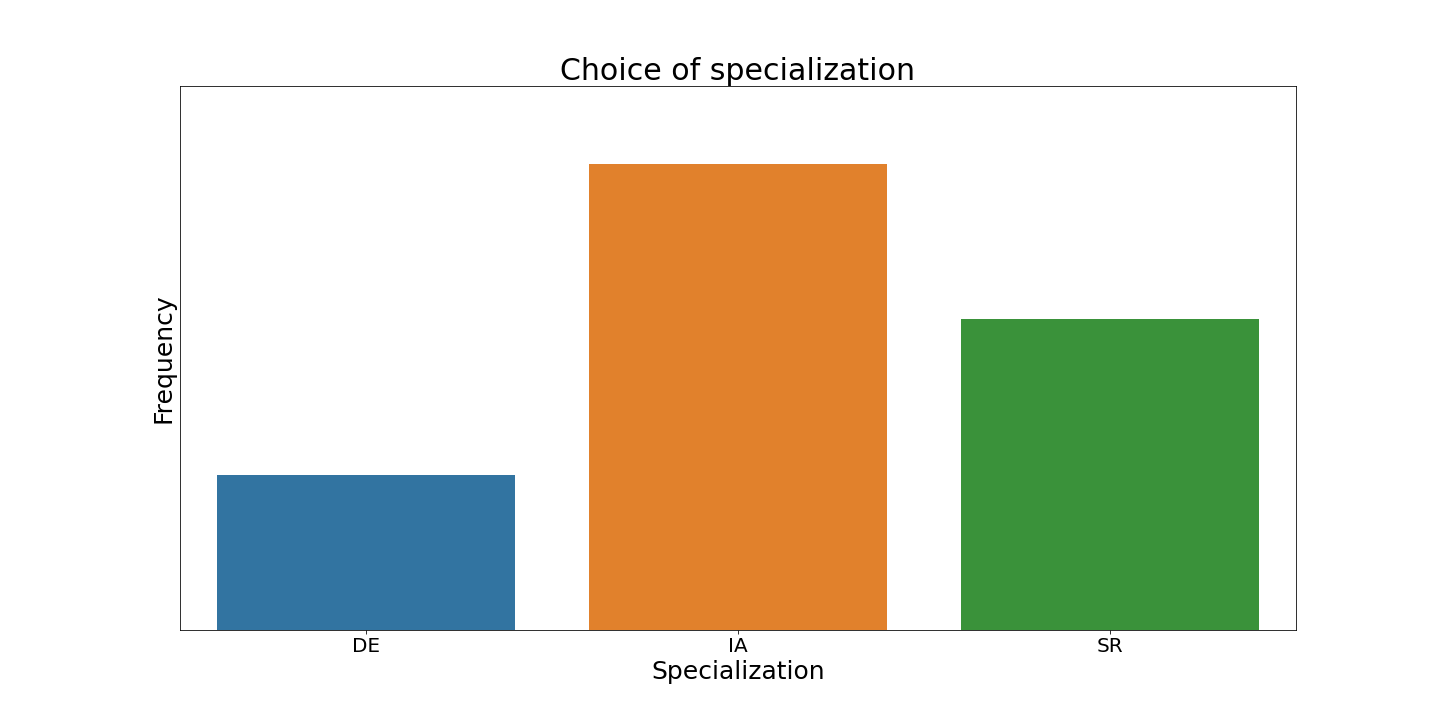 Choice of specialization
Frequency
DE
IA
SR
Specialization